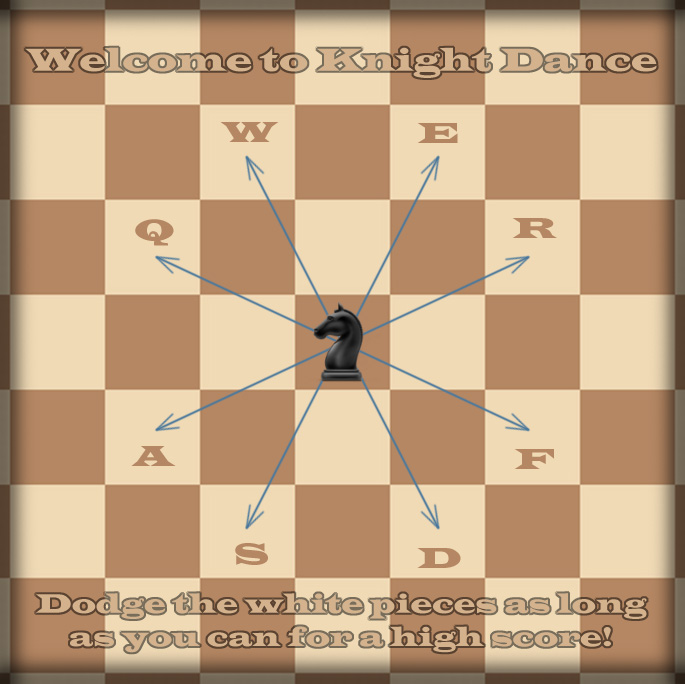 Welcome to Knight Dance
W E
Q R
A F
S D
Dodge the white pieces as long
as you can for a high score!